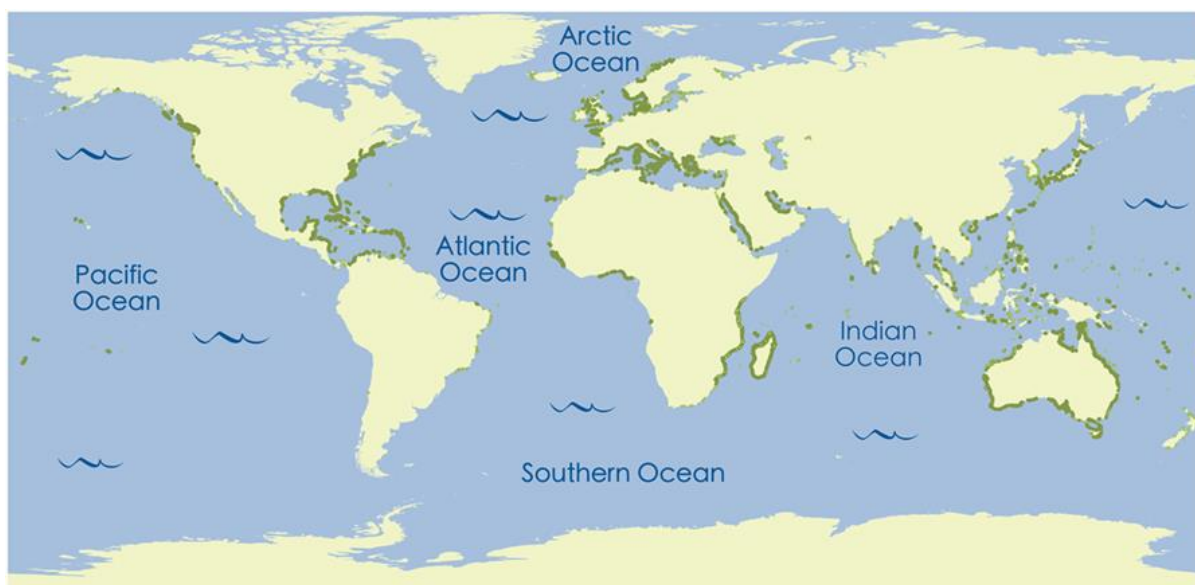 Arctic
Ocean
Atlantic
Ocean
Pacific
Ocean
Indian
Ocean
Southern Ocean